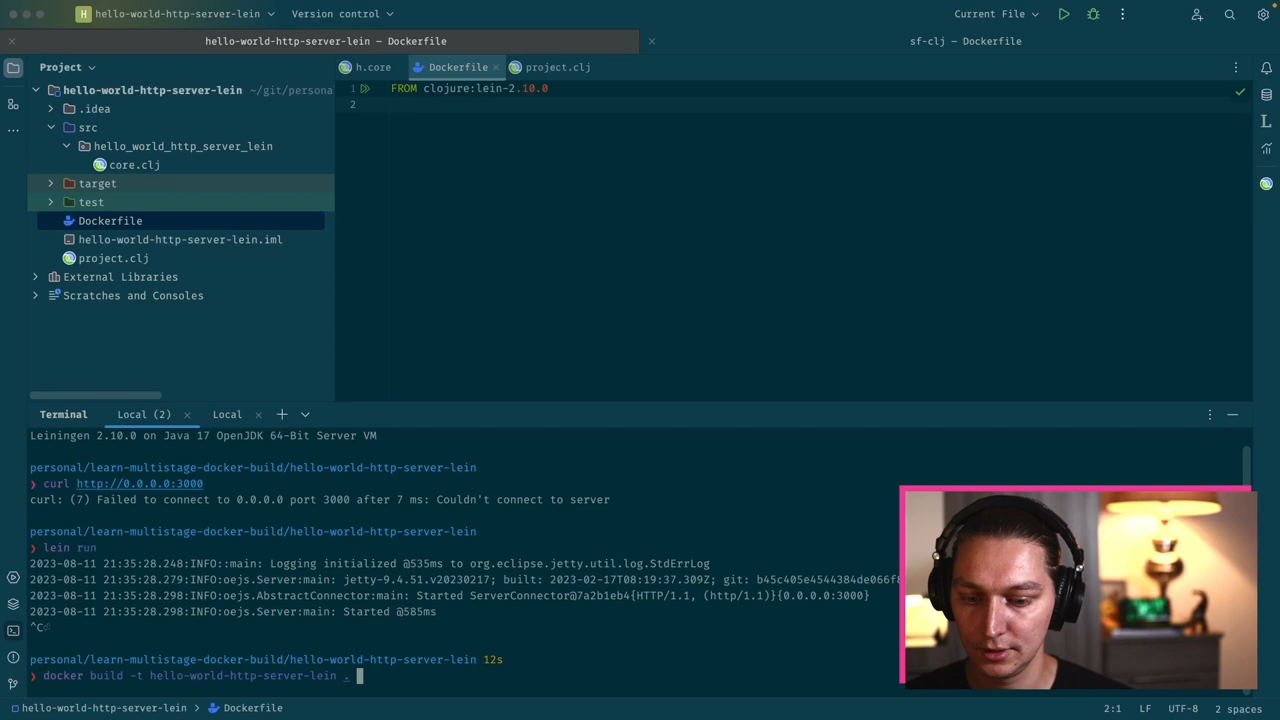 H hello-world-http-server-lein Version control Current File
hello-world-http-server-lein – Dockerfile sf-clj – Dockerfile
Project
h.core Dockerfile project.clj
hello-world-http-server-lein ~/git/persona
.idea
src
hello_world_http_server_lein
core.clj
target
test
Dockerfile
hello-world-http-server-lein.iml
project.clj
External Libraries
Scratches and Consoles
1 FROM clojure:lein-2.10.0
2
L
Terminal Local (2) Local
Leiningen 2.10.0 on Java 17 OpenJDK 64-Bit Server VM
personal/learn-multistage-docker-build/hello-world-http-server-lein
❯ curl http://0.0.0.0:3000
curl: (7) Failed to connect to 0.0.0.0 port 3000 after 7 ms: Couldn't connect to server
personal/learn-multistage-docker-build/hello-world-http-server-lein
❯ lein run
2023-08-11 21:35:28.248:INFO::main: Logging initialized @535ms to org.eclipse.jetty.util.log.StdErrLog
2023-08-11 21:35:28.279:INFO:oejs.Server:main: jetty-9.4.51.v20230217; built: 2023-02-17T08:19:37.309Z; git: b45c405e4544384de066f8
2023-08-11 21:35:28.298:INFO:oejs.AbstractConnector:main: Started ServerConnector@7a2b1eb4{HTTP/1.1, (http/1.1)}{0.0.0.0:3000}
2023-08-11 21:35:28.298:INFO:oejs.Server:main: Started @585ms
^C⏎
personal/learn-multistage-docker-build/hello-world-http-server-lein 12s
❯ docker build -t hello-world-http-server-lein .
hello-world-http-server-lein > Dockerfile 2:1 LF UTF-8 2 spaces